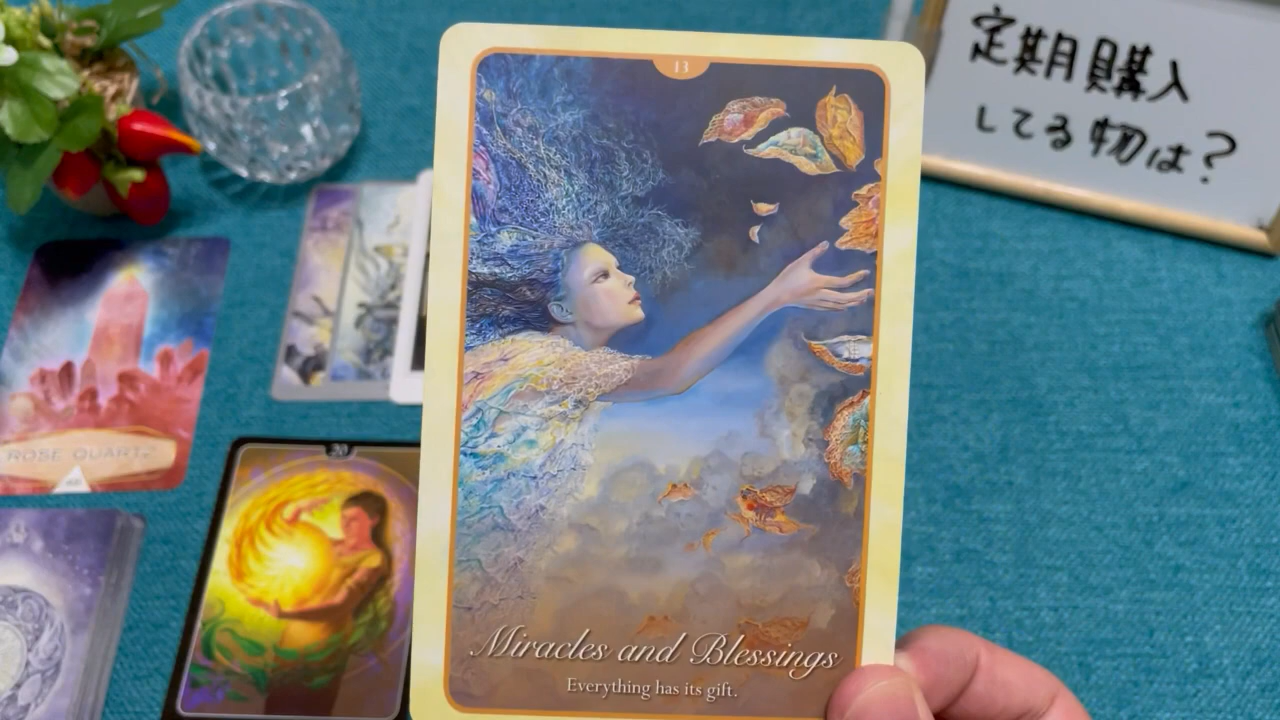 13
Miracles and Blessings
Everything has its gift.
定期購入
してる物は?
ROSE QUARTZ